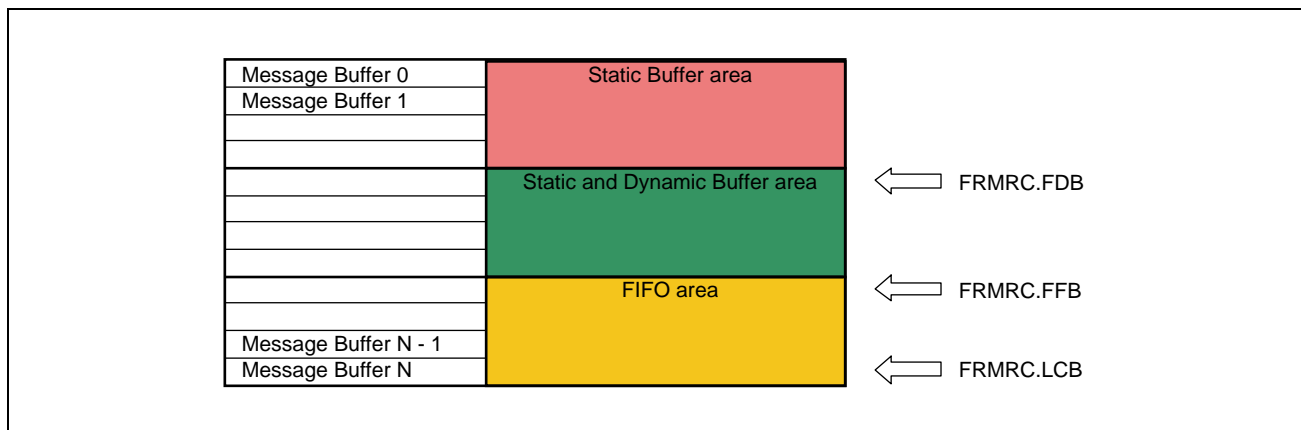 Message Buffer 0
Static Buffer area
Message Buffer 1
Static and Dynamic Buffer area
FRMRC.FDB
FIFO area
FRMRC.FFB
Message Buffer N - 1
Message Buffer N
FRMRC.LCB